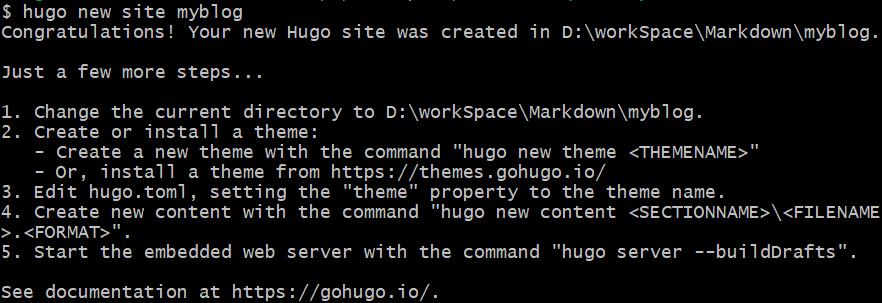 $ hugo new site myblog
Congratulations! Your new Hugo site was created in D:\workSpace\Markdown\myblog.
Just a few more steps...
1. Change the current directory to D:\workSpace\Markdown\myblog.
2. Create or install a theme:
- Create a new theme with the command "hugo new theme <THEMENAME>"
- Or, install a theme from https://themes.gohugo.io/
3. Edit hugo.toml, setting the "theme" property to the theme name.
4. Create new content with the command "hugo new content <SECTIONNAME>\<FILENAME
>.<FORMAT>".
5. Start the embedded web server with the command "hugo server --buildDrafts".
See documentation at https://gohugo.io/.